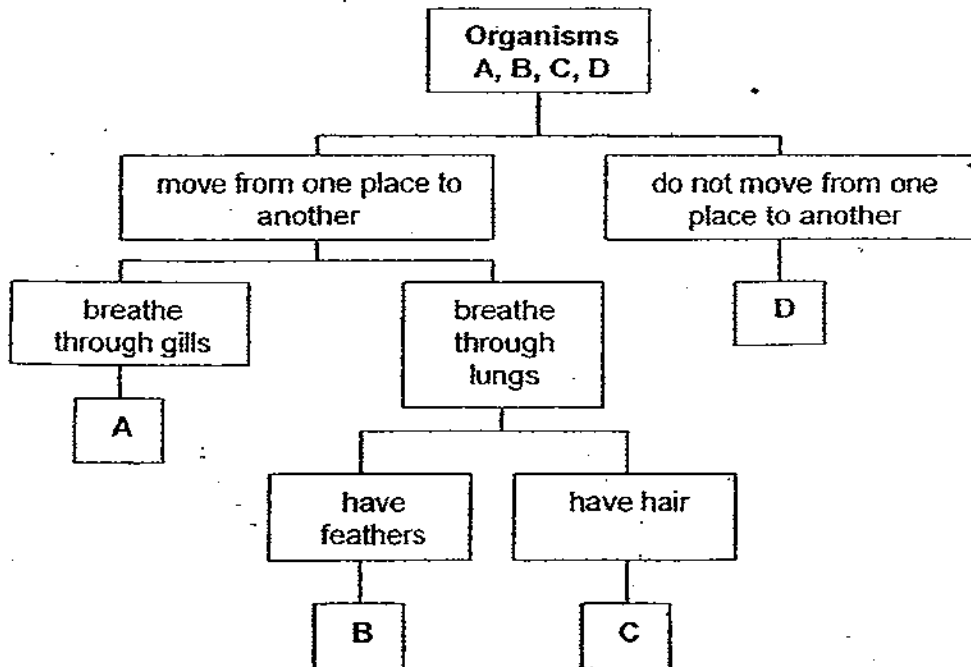 Organisms
A, B, C, D
move from one place to
another
do not move from one
place to another
breathe
through gills
breathe
through
lungs
D
A
have
feathers
have hair
B
C